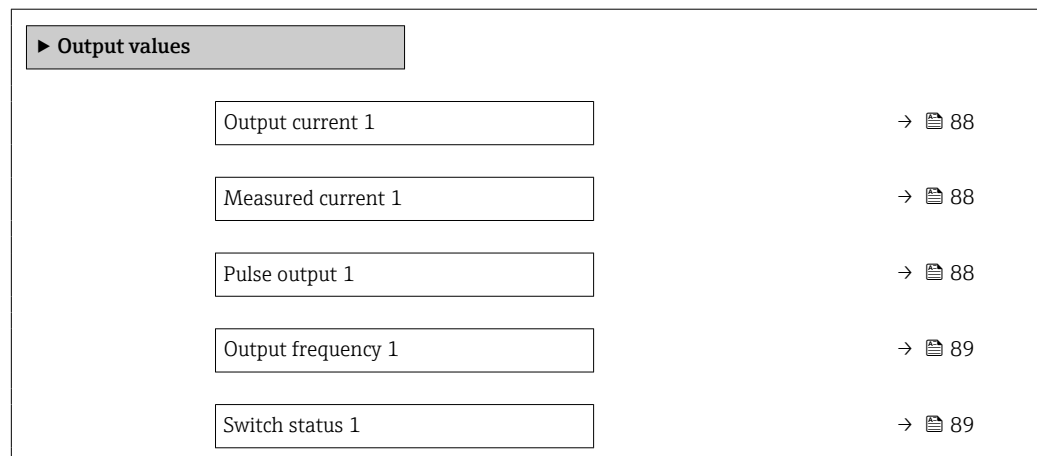 ▶ Output values
Output current 1 → 88
Measured current 1 → 88
Pulse output 1 → 88
Output frequency 1 → 89
Switch status 1 → 89